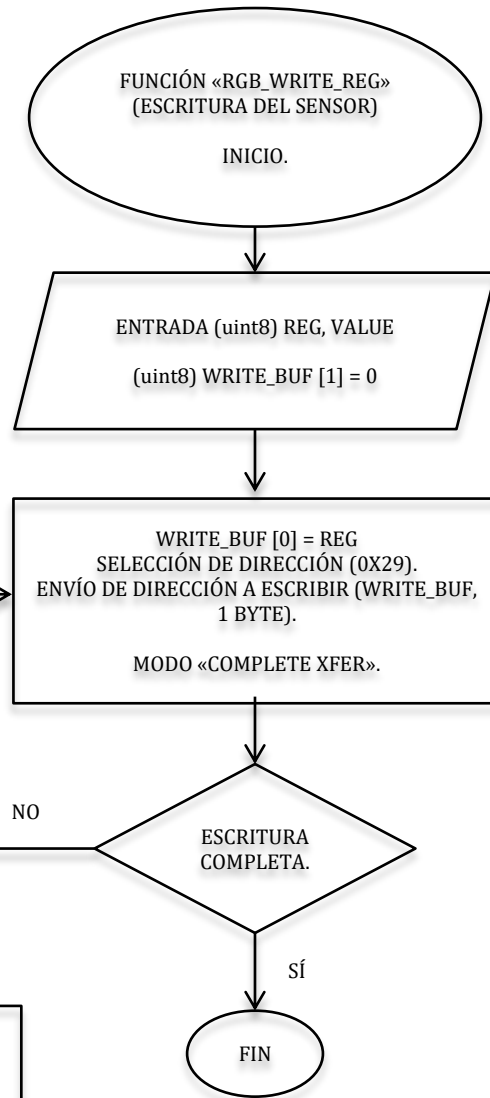 FUNCIÓN «RGB_WRITE_REG»
(ESCRITURA DEL SENSOR)
INICIO.
ENTRADA (uint8) REG, VALUE
(uint8) WRITE_BUF [1] = 0
WRITE_BUF [0] = REG
SELECCIÓN DE DIRECCIÓN (0X29).
ENVÍO DE DIRECCIÓN A ESCRIBIR (WRITE_BUF,
1 BYTE).
MODO «COMPLETE XFER».
NO
ESCRITURA
COMPLETA.
SÍ
FIN